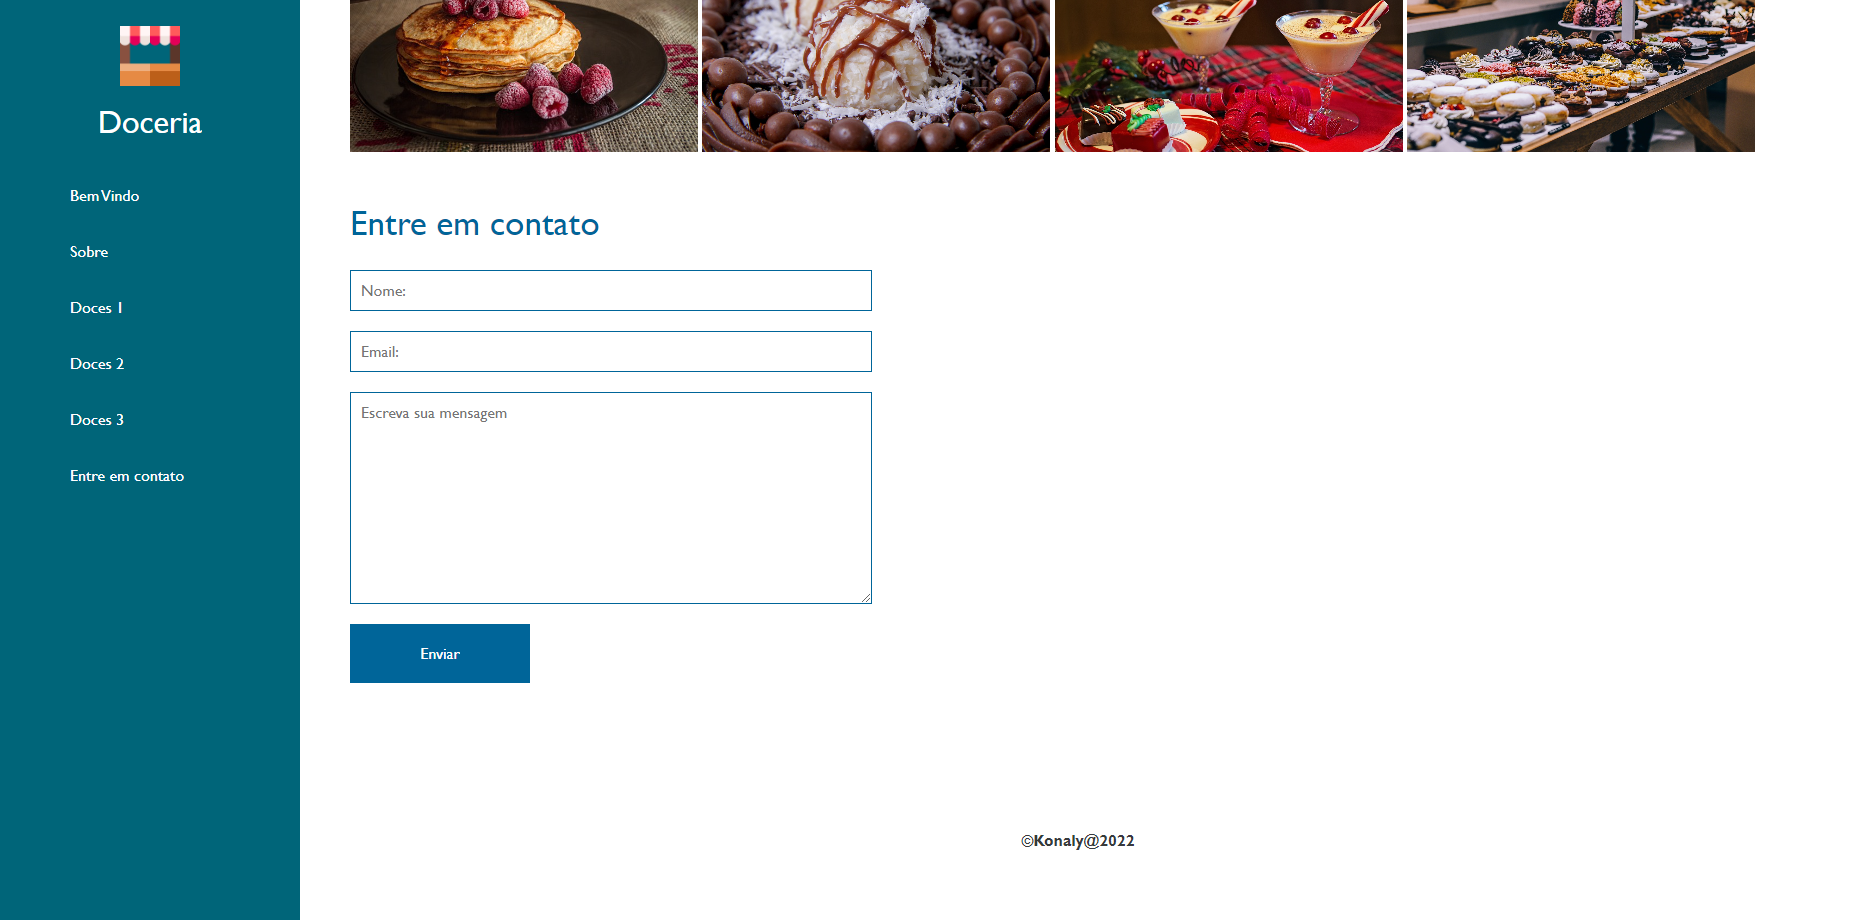 Doceria
Bem Vindo
Sobre
Doces 1
Doces 2
Doces 3
Entre em contato
Entre em contato
Nome:
Email:
Escreva sua mensagem
Enviar
©Konaly@2022